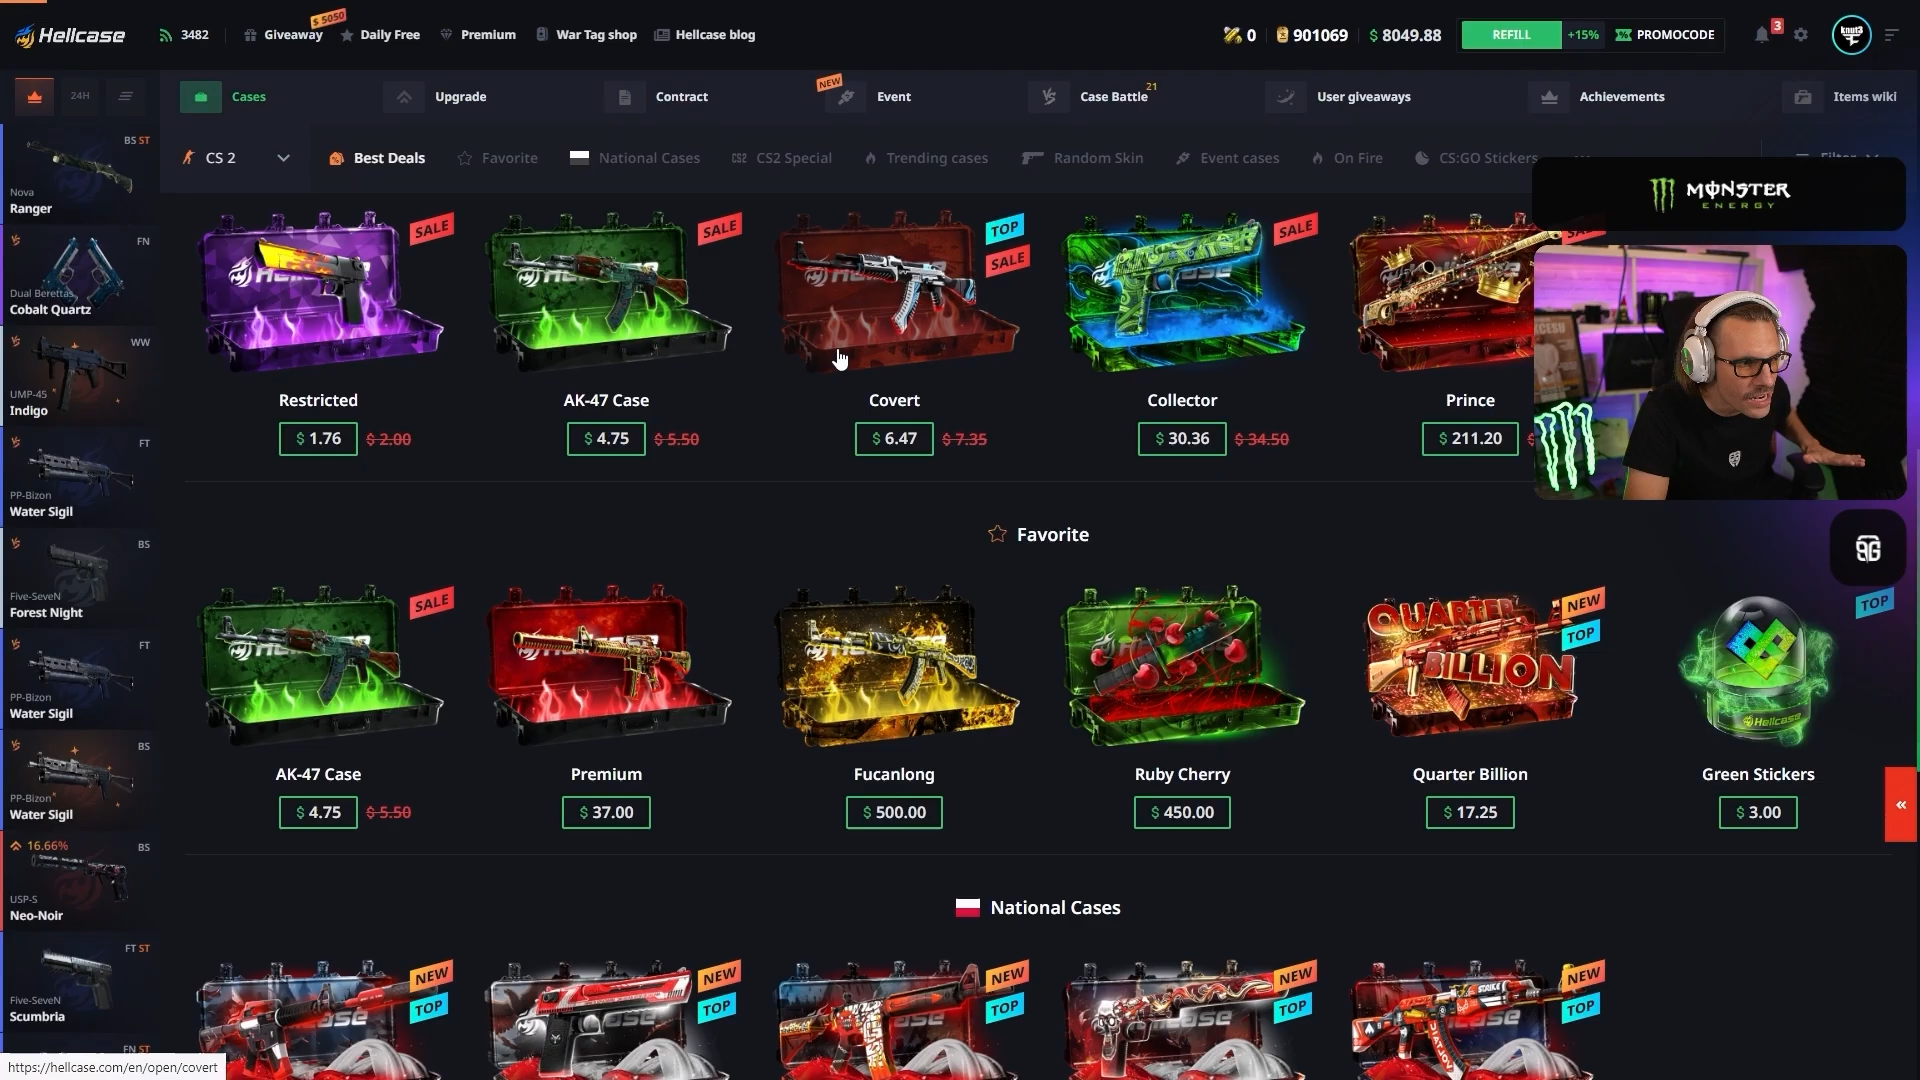 Hellcase
3482
$ 5050
Giveaway
Daily Free
Premium
War Tag shop
Hellcase blog
0
901069
$ 8049.88
REFILL
+15%
PROMOCODE
3
knut3
24H
Cases
Upgrade
Contract
NEW
Event
Case Battle
21
User giveaways
Achievements
Items wiki
CS 2
Best Deals
Favorite
National Cases
CS2
CS2 Special
Trending cases
Random Skin
Event cases
On Fire
CS:GO Stickers
Filter
MONSTER
ENERGY
BS ST
Nova
Ranger
FN
Dual Berettas
Cobalt Quartz
WW
UMP-45
Indigo
FT
PP-Bizon
Water Sigil
BS
Five-SeveN
Forest Night
FT
PP-Bizon
Water Sigil
BS
PP-Bizon
Water Sigil
16.66%
BS
USP-S
Neo-Noir
FT ST
Five-SeveN
Scumbria
FN ST
SALE
SALE
TOP
SALE
SALE
Restricted
AK-47 Case
Covert
Collector
Prince
$ 1.76 $ 2.00
$ 4.75 $ 5.50
$ 6.47 $ 7.35
$ 30.36 $ 34.50
$ 211.20
Favorite
SALE
QUARTER
BILLION
NEW
TOP
TOP
Hellcase
AK-47 Case
Premium
Fucanlong
Ruby Cherry
Quarter Billion
Green Stickers
$ 4.75 $ 5.50
$ 37.00
$ 500.00
$ 450.00
$ 17.25
$ 3.00
National Cases
NEW
TOP
NEW
TOP
NEW
TOP
NEW
TOP
NEW
TOP
https://hellcase.com/en/open/covert